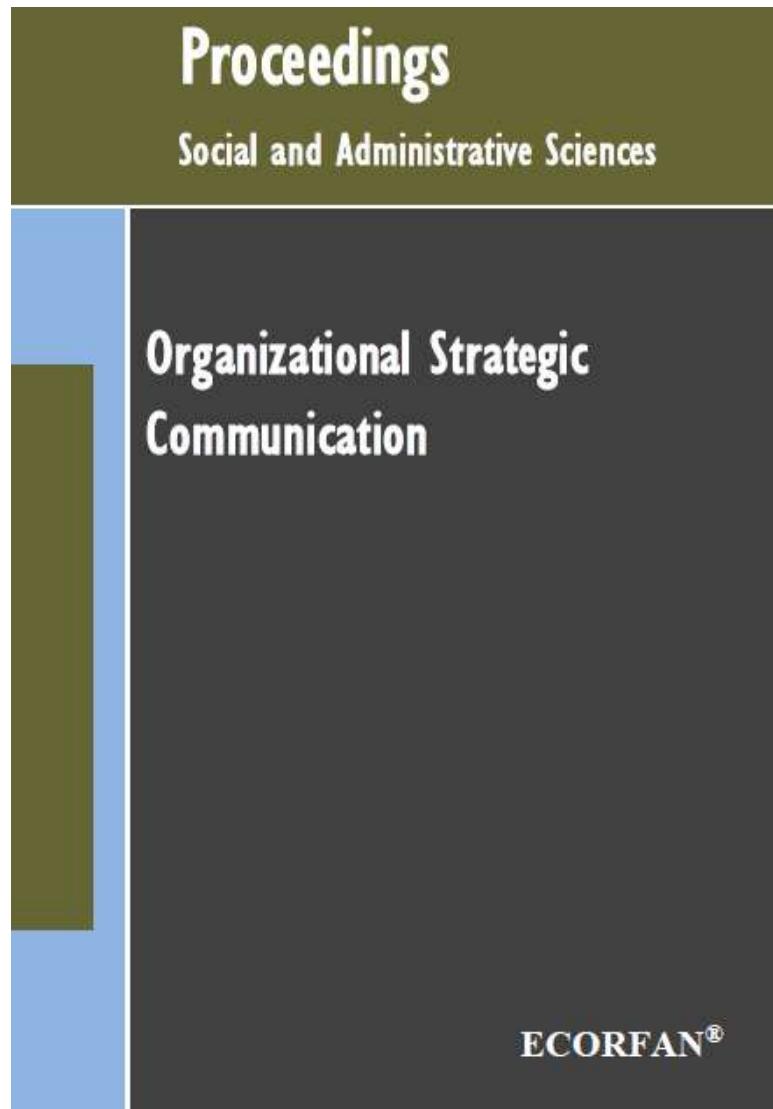 Proceedings
Social and Administrative Sciences
Organizational Strategic
Communication
ECORFAN®